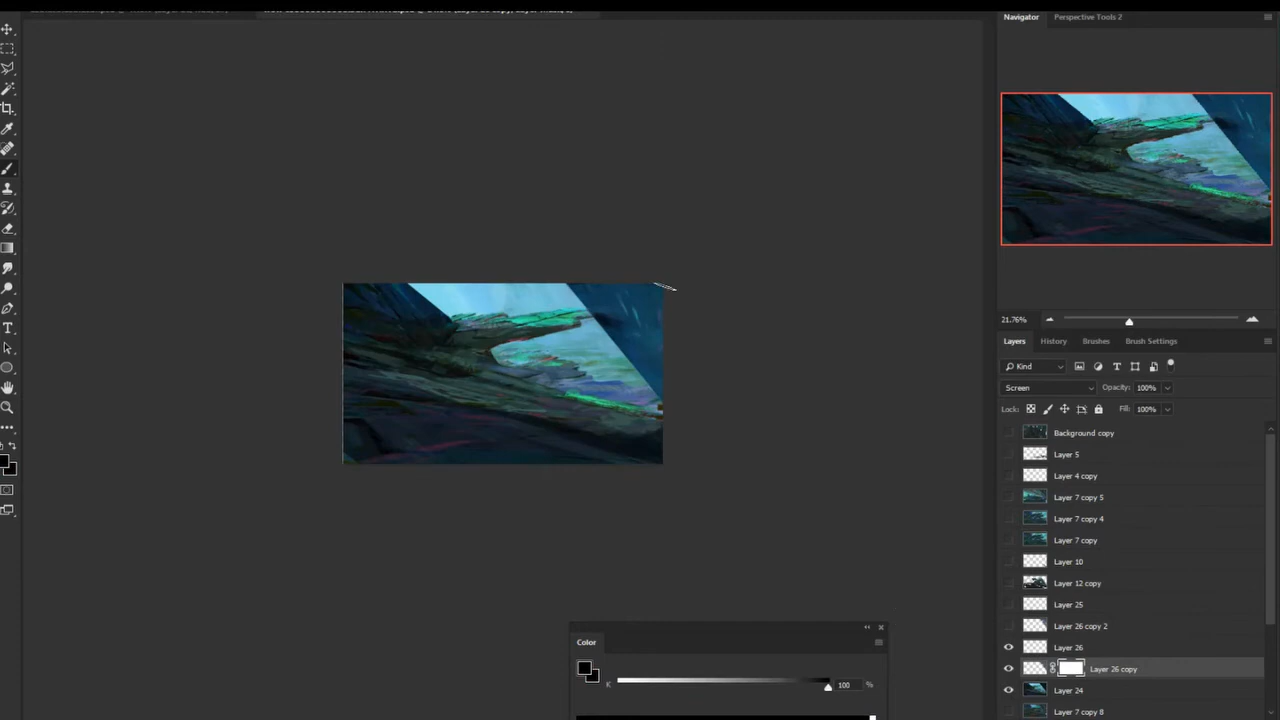 Navigator
Perspective Tools 2
21.76%
Layers
History
Brushes
Brush Settings
Kind
Screen
Opacity: 100%
Lock:
Fill: 100%
Background copy
Layer 5
Layer 4 copy
Layer 7 copy 5
Layer 7 copy 4
Layer 7 copy
Layer 10
Layer 12 copy
Layer 25
Layer 26 copy 2
Layer 26
Layer 26 copy
Layer 24
Layer 7 copy 8
Color
K
100
%